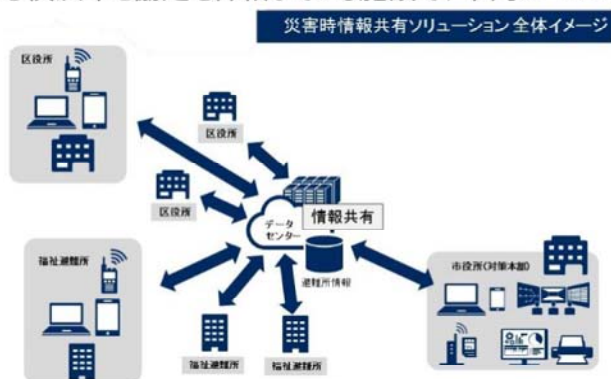 災害時情報共有ソリューション 全体イメージ
区役所
区役所
区役所
データ
センター
情報共有
避難所情報
福祉避難所
福祉避難所
福祉避難所
市役所(対策本部)